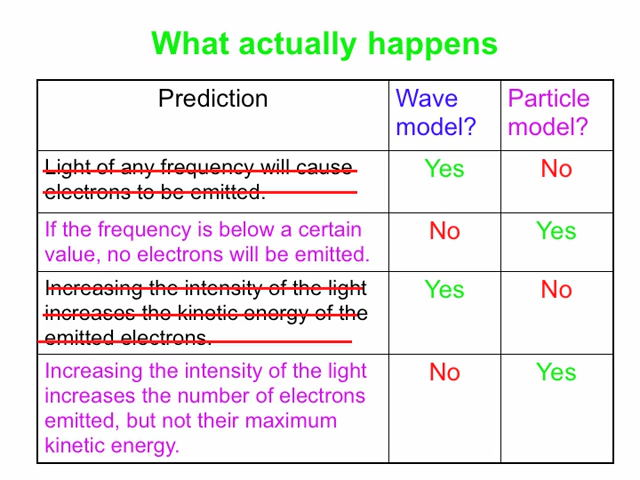 What actually happens
Prediction
Wave
model?
Particle
model?
Light of any frequency will cause
electrons to be emitted.
Yes
No
If the frequency is below a certain
value, no electrons will be emitted.
No
Yes
Increasing the intensity of the light
increases the kinetic energy of the
emitted electrons.
Yes
No
Increasing the intensity of the light
increases the number of electrons
emitted, but not their maximum
kinetic energy.
No
Yes